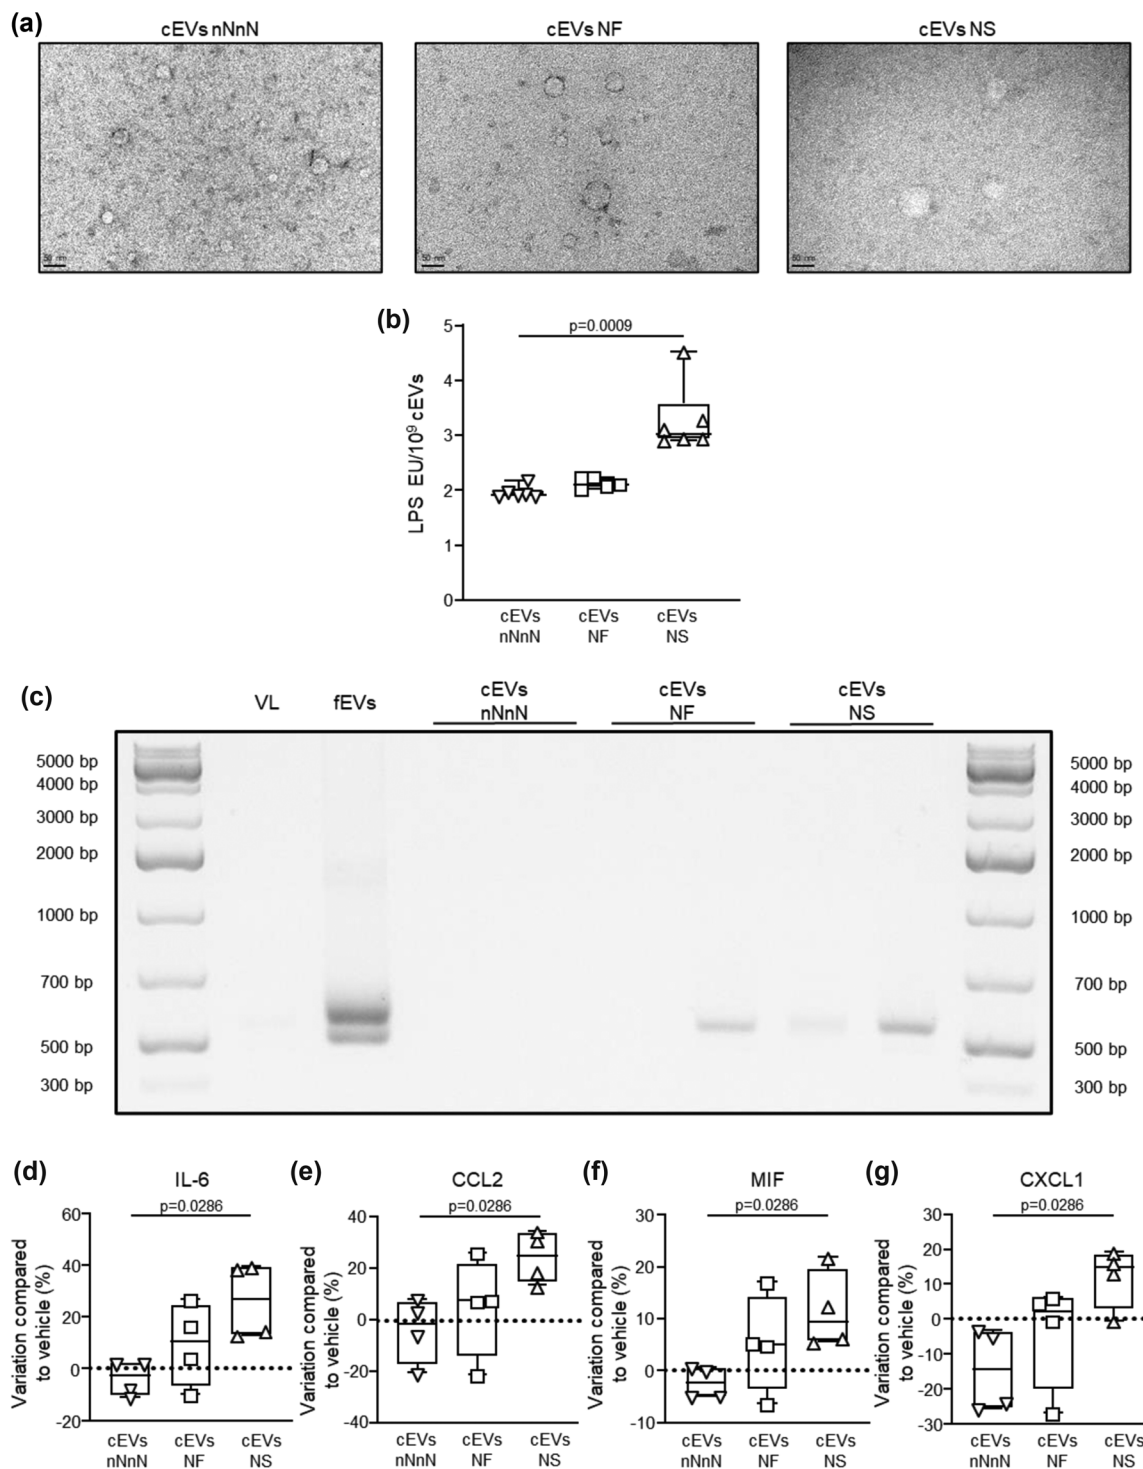 (a)
cEVs nNnN
cEVs NF
cEVs NS
50 nm
50 nm
50 nm
(b)
p=0.0009
LPS EU/10⁹ cEVs
5
4
3
2
1
0
cEVs
nNnN
cEVs
NF
cEVs
NS
(c)
VL
fEVs
cEVs
nNnN
cEVs
NF
cEVs
NS
5000 bp
4000 bp
3000 bp
2000 bp
1000 bp
700 bp
500 bp
300 bp
5000 bp
4000 bp
3000 bp
2000 bp
1000 bp
700 bp
500 bp
300 bp
(d)
IL-6
p=0.0286
Variation compared
to vehicle (%)
60
40
20
0
-20
cEVs
nNnN
cEVs
NF
cEVs
NS
(e)
CCL2
p=0.0286
Variation compared
to vehicle (%)
40
20
0
-20
-40
cEVs
nNnN
cEVs
NF
cEVs
NS
(f)
MIF
p=0.0286
Variation compared
to vehicle (%)
30
20
10
0
-10
cEVs
nNnN
cEVs
NF
cEVs
NS
(g)
CXCL1
p=0.0286
Variation compared
to vehicle (%)
30
20
10
0
-10
-20
-30
cEVs
nNnN
cEVs
NF
cEVs
NS